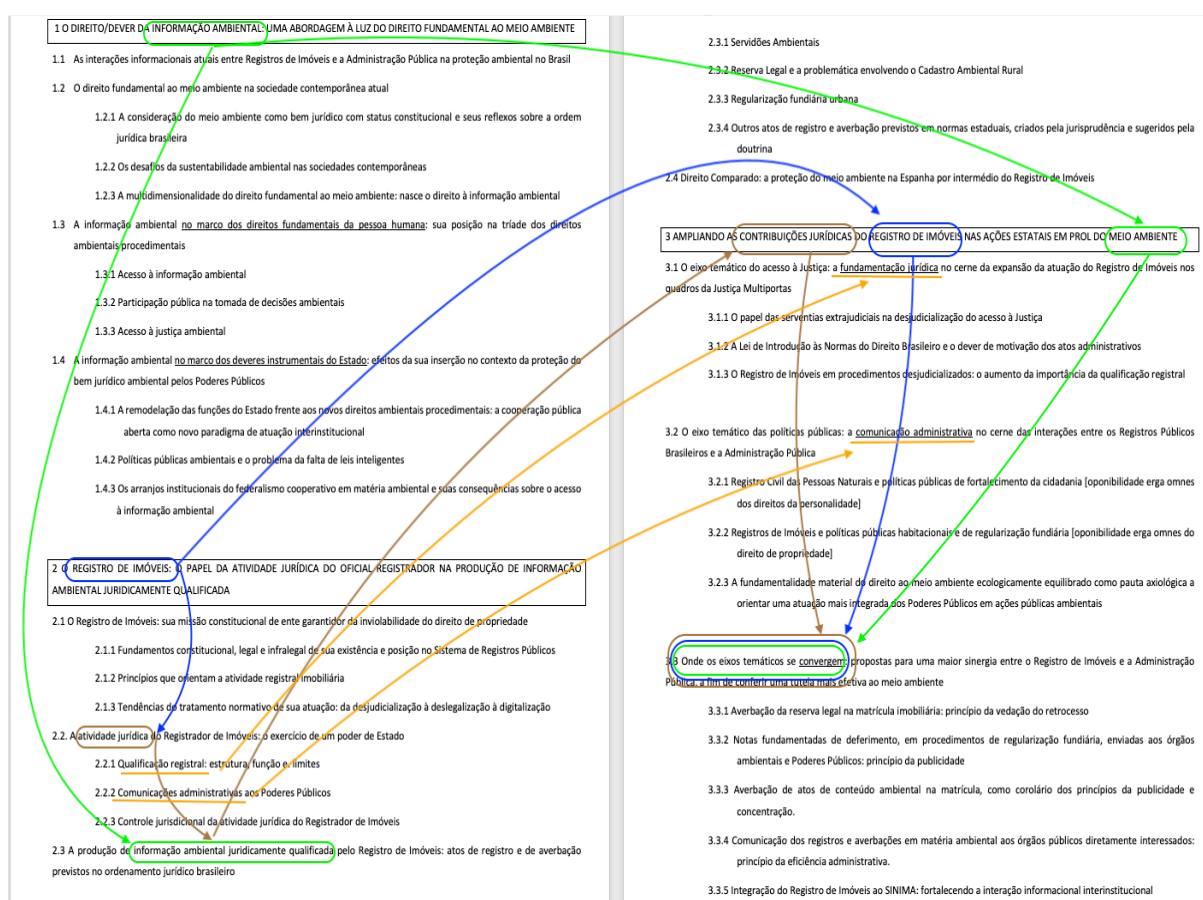 1 O DIREITO/DEVER DA INFORMAÇÃO AMBIENTAL: UMA ABORDAGEM À LUZ DO DIREITO FUNDAMENTAL AO MEIO AMBIENTE
1.1 As interações informacionais atuais entre Registros de Imóveis e a Administração Pública na proteção ambiental no Brasil
1.2 O direito fundamental ao meio ambiente na sociedade contemporânea atual
1.2.1 A consideração do meio ambiente como bem jurídico com status constitucional e seus reflexos sobre a ordem
jurídica brasileira
1.2.2 Os desafios da sustentabilidade ambiental nas sociedades contemporâneas
1.2.3 A multidimensionalidade do direito fundamental ao meio ambiente: nasce o direito à informação ambiental
1.3 A informação ambiental no marco dos direitos fundamentais da pessoa humana: sua posição na tríade dos direitos
ambientais procedimentais
1.3.1 Acesso à informação ambiental
1.3.2 Participação pública na tomada de decisões ambientais
1.3.3 Acesso à justiça ambiental
1.4 A informação ambiental no marco dos deveres instrumentais do Estado: efeitos da sua inserção no contexto da proteção do
bem jurídico ambiental pelos Poderes Públicos
1.4.1 A remodelação das funções do Estado frente aos novos direitos ambientais procedimentais: a cooperação pública
aberta como novo paradigma de atuação interinstitucional
1.4.2 Políticas públicas ambientais e o problema da falta de leis inteligentes
1.4.3 Os arranjos institucionais do federalismo cooperativo em matéria ambiental e suas consequências sobre o acesso
à informação ambiental
2 O REGISTRO DE IMÓVEIS: O PAPEL DA ATIVIDADE JURÍDICA DO OFICIAL REGISTRADOR NA PRODUÇÃO DE INFORMAÇÃO
AMBIENTAL JURIDICAMENTE QUALIFICADA
2.1 O Registro de Imóveis: sua missão constitucional de ente garantidor da inviolabilidade do direito de propriedade
2.1.1 Fundamentos constitucional, legal e infralegal de sua existência e posição no Sistema de Registros Públicos
2.1.2 Princípios que orientam a atividade registral imobiliária
2.1.3 Tendências do tratamento normativo de sua atuação: da desjudicialização à deslegalização à digitalização
2.2. A atividade jurídica do Registrador de Imóveis: o exercício de um poder de Estado
2.2.1 Qualificação registral: estrutura, função e limites
2.2.2 Comunicações administrativas aos Poderes Públicos
2.2.3 Controle jurisdicional da atividade jurídica do Registrador de Imóveis
2.3 A produção de informação ambiental juridicamente qualificada pelo Registro de Imóveis: atos de registro e de averbação
previstos no ordenamento jurídico brasileiro
2.3.1 Servidões Ambientais
2.3.2 Reserva Legal e a problemática envolvendo o Cadastro Ambiental Rural
2.3.3 Regularização fundiária urbana
2.3.4 Outros atos de registro e averbação previstos em normas estaduais, criados pela jurisprudência e sugeridos pela
doutrina
2.4 Direito Comparado: a proteção do meio ambiente na Espanha por intermédio do Registro de Imóveis
3 AMPLIANDO AS CONTRIBUIÇÕES JURÍDICAS DO REGISTRO DE IMÓVEIS NAS AÇÕES ESTATAIS EM PROL DO MEIO AMBIENTE
3.1 O eixo temático do acesso à Justiça: a fundamentação jurídica no cerne da expansão da atuação do Registro de Imóveis nos
quadros da Justiça Multiportas
3.1.1 O papel das serventias extrajudiciais na desjudicialização do acesso à Justiça
3.1.2 A Lei de Introdução às Normas do Direito Brasileiro e o dever de motivação dos atos administrativos
3.1.3 O Registro de Imóveis em procedimentos desjudicializados: o aumento da importância da qualificação registral
3.2 O eixo temático das políticas públicas: a comunicação administrativa no cerne das interações entre os Registros Públicos
Brasileiros e a Administração Pública
3.2.1 Registro Civil das Pessoas Naturais e políticas públicas de fortalecimento da cidadania [oponibilidade erga omnes
dos direitos da personalidade]
3.2.2 Registros de Imóveis e políticas públicas habitacionais e de regularização fundiária [oponibilidade erga omnes do
direito de propriedade]
3.2.3 A fundamentalidade material do direito ao meio ambiente ecologicamente equilibrado como pauta axiológica a
orientar uma atuação mais integrada dos Poderes Públicos em ações públicas ambientais
3.3 Onde os eixos temáticos se convergem: propostas para uma maior sinergia entre o Registro de Imóveis e a Administração
Pública, a fim de conferir uma tutela mais efetiva ao meio ambiente
3.3.1 Averbação da reserva legal na matrícula imobiliária: princípio da vedação do retrocesso
3.3.2 Notas fundamentadas de deferimento, em procedimentos de regularização fundiária, enviadas aos órgãos
ambientais e Poderes Públicos: princípio da publicidade
3.3.3 Averbação de atos de conteúdo ambiental na matrícula, como corolário dos princípios da publicidade e
concentração.
3.3.4 Comunicação dos registros e averbações em matéria ambiental aos órgãos públicos diretamente interessados:
princípio da eficiência administrativa.
3.3.5 Integração do Registro de Imóveis ao SINIMA: fortalecendo a interação informacional interinstitucional